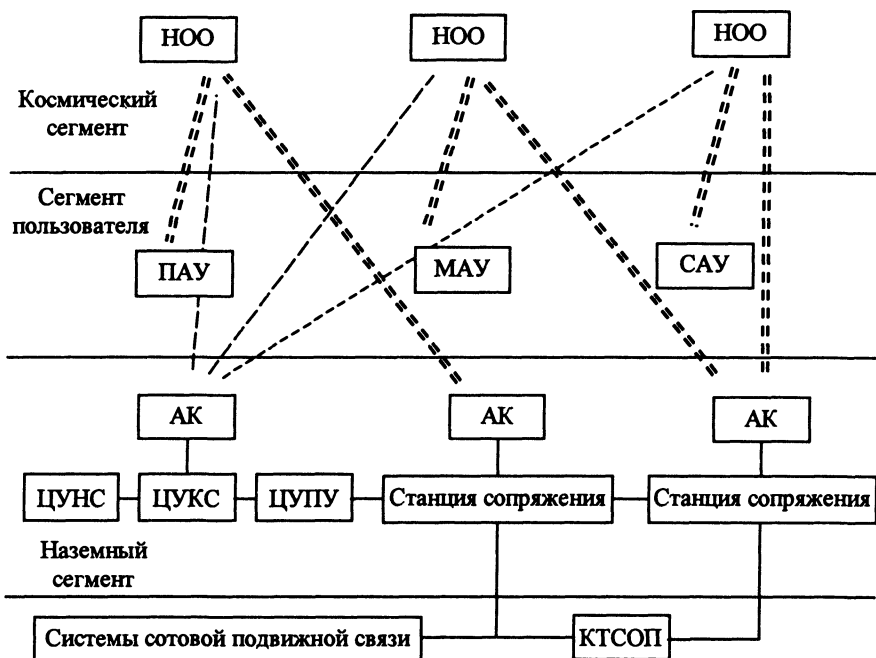 НОО НОО НОО
Космический
сегмент
Сегмент
пользователя
ПАУ МАУ САУ
АК АК АК
ЦУНС ЦУКС ЦУПУ Станция сопряжения Станция сопряжения
Наземный
сегмент
Системы сотовой подвижной связи КТСОП